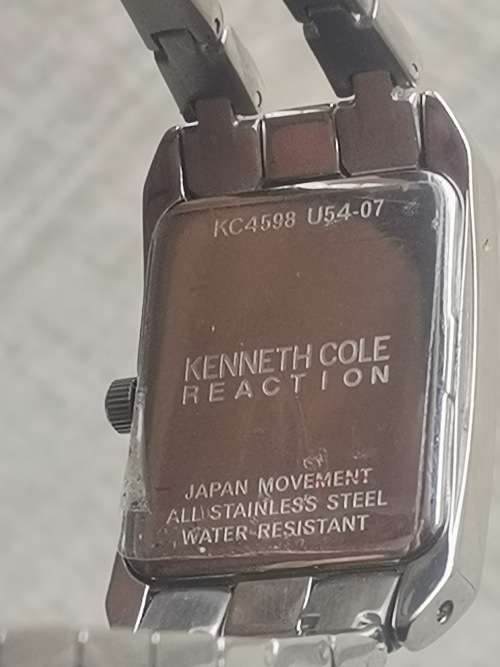 KC4598 U54-07
KENNETH COLE
REACTION
JAPAN MOVEMENT
ALL STAINLESS STEEL
WATER RESISTANT